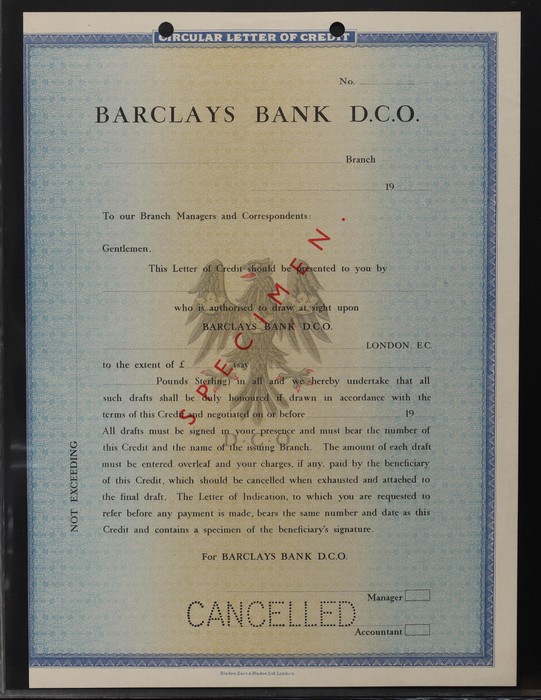 CIRCULAR LETTER OF CREDIT
No.
BARCLAYS BANK D.C.O.
Branch
19
To our Branch Managers and Correspondents:
Gentlemen,
This Letter of Credit should be presented to you by
who is authorised to draw at sight upon
BARCLAYS BANK D.C.O.
LONDON, E.C.
to the extent of £ (say
Pounds Sterling) in all and we hereby undertake that all
such drafts shall be duly honoured if drawn in accordance with the
terms of this Credit and negotiated on or before 19
All drafts must be signed in your presence and must bear the number of
this Credit and the name of the issuing Branch. The amount of each draft
must be entered overleaf and your charges, if any, paid by the beneficiary
of this Credit, which should be cancelled when exhausted and attached to
the final draft. The Letter of Indication, to which you are requested to
refer before any payment is made, bears the same number and date as this
Credit and contains a specimen of the beneficiary's signature.
For BARCLAYS BANK D.C.O.
Manager
CANCELLED
Accountant
NOT EXCEEDING
SPECIMEN.
D.C.O.